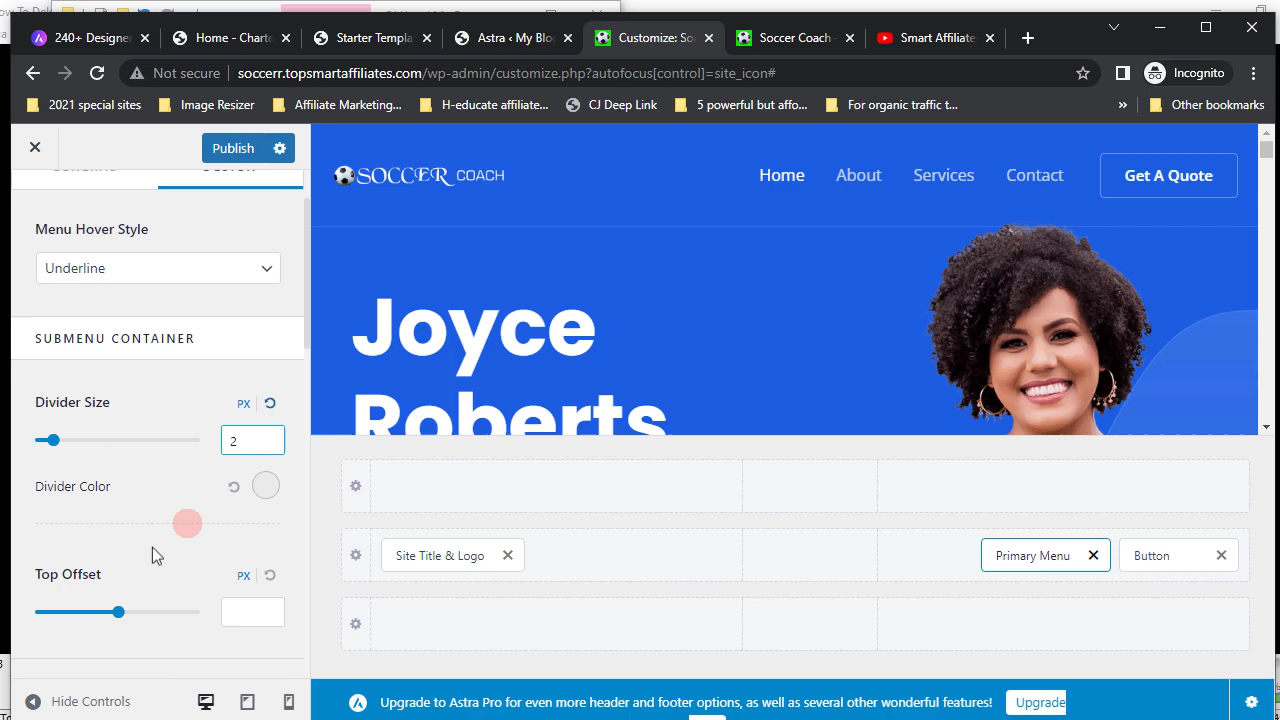 240+ Designer
Home - Charte
Starter Templa
Astra ‹ My Blo
Customize: So
Soccer Coach -
Smart Affiliate
Not secure
soccerr.topsmartaffiliates.com/wp-admin/customize.php?autofocus[control]=site_icon#
Incognito
2021 special sites
Image Resizer
Affiliate Marketing...
H-educate affiliate...
CJ Deep Link
5 powerful but affo...
For organic traffic t...
»
Other bookmarks
Publish
SOCCER COACH
Home
About
Services
Contact
Get A Quote
Menu Hover Style
Underline
SUBMENU CONTAINER
Divider Size
PX
2
Divider Color
Top Offset
PX
Hide Controls
Joyce
Roberts
Site Title & Logo
Primary Menu
Button
Upgrade to Astra Pro for even more header and footer options, as well as several other wonderful features!
Upgrade